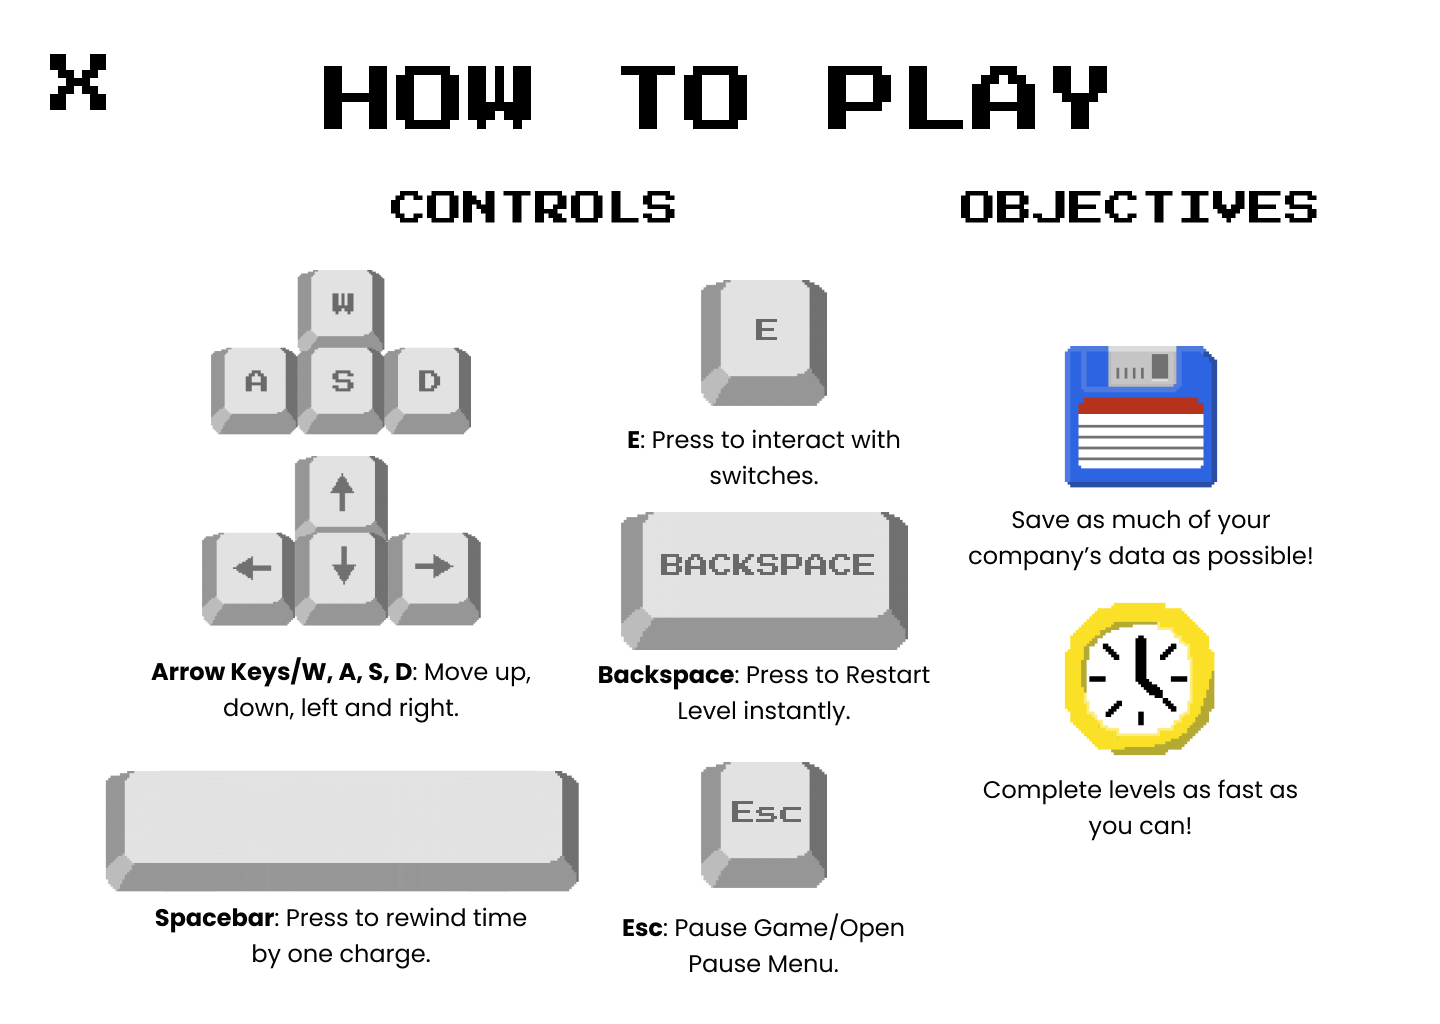 X
HOW TO PLAY
CONTROLS
W
A S D
Arrow Keys/W, A, S, D: Move up,
down, left and right.
Spacebar: Press to rewind time
by one charge.
E
E: Press to interact with
switches.
BACKSPACE
Backspace: Press to Restart
Level instantly.
Esc
Esc: Pause Game/Open
Pause Menu.
OBJECTIVES
Save as much of your
company’s data as possible!
Complete levels as fast as
you can!